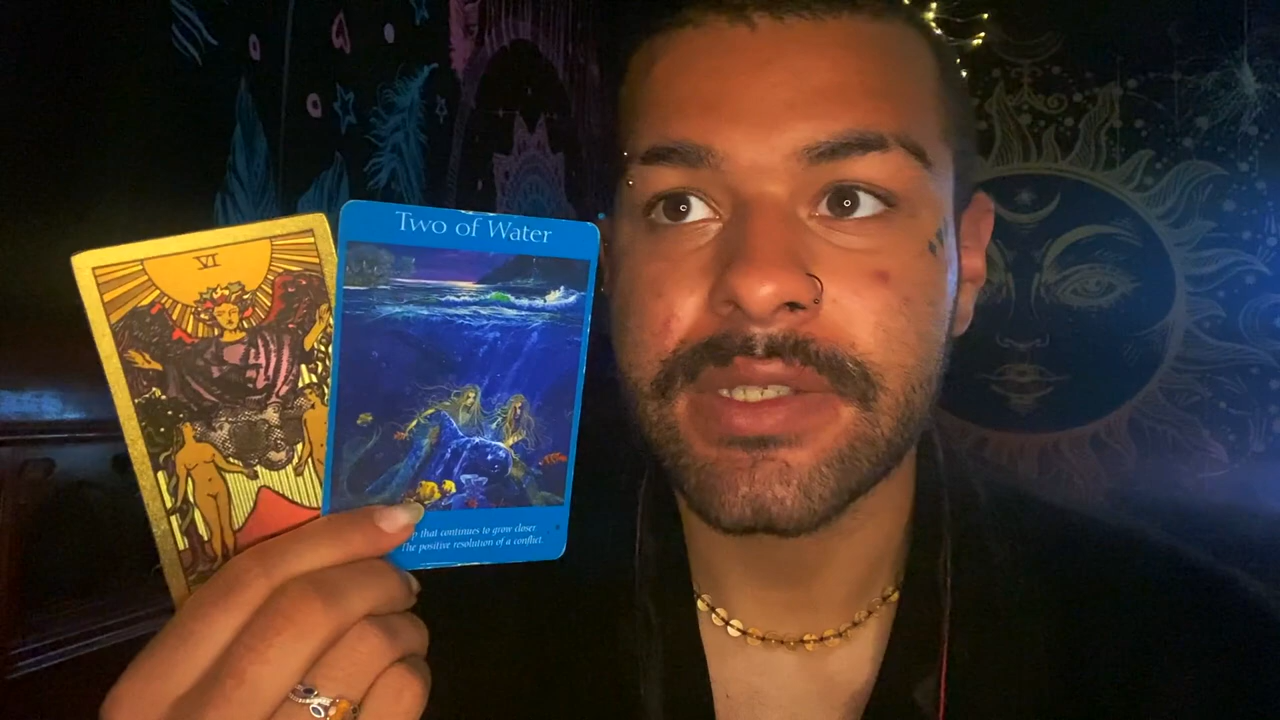 VI
Two of Water
that continues to grow closer.
The positive resolution of a conflict.